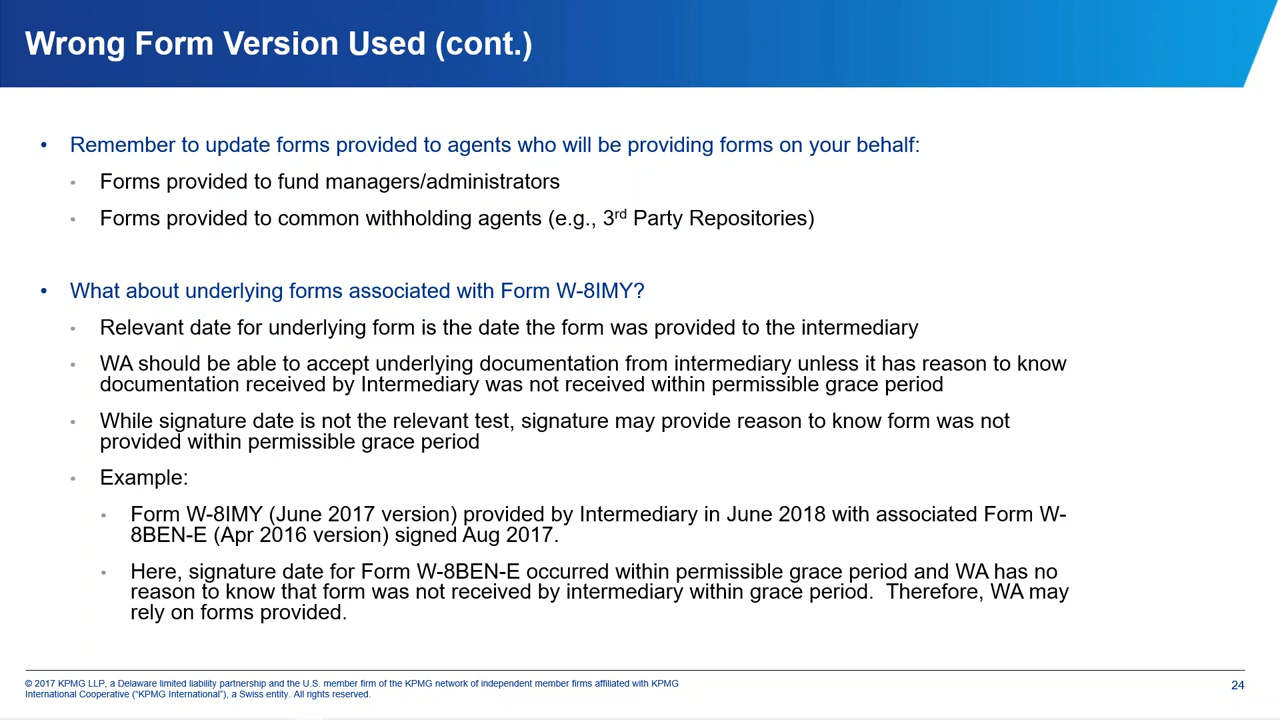 Wrong Form Version Used (cont.)
• Remember to update forms provided to agents who will be providing forms on your behalf:
• Forms provided to fund managers/administrators
• Forms provided to common withholding agents (e.g., 3rd Party Repositories)
• What about underlying forms associated with Form W-8IMY?
• Relevant date for underlying form is the date the form was provided to the intermediary
• WA should be able to accept underlying documentation from intermediary unless it has reason to know
documentation received by Intermediary was not received within permissible grace period
• While signature date is not the relevant test, signature may provide reason to know form was not
provided within permissible grace period
• Example:
• Form W-8IMY (June 2017 version) provided by Intermediary in June 2018 with associated Form W-
8BEN-E (Apr 2016 version) signed Aug 2017.
• Here, signature date for Form W-8BEN-E occurred within permissible grace period and WA has no
reason to know that form was not received by intermediary within grace period.  Therefore, WA may
rely on forms provided.
© 2017 KPMG LLP, a Delaware limited liability partnership and the U.S. member firm of the KPMG network of independent member firms affiliated with KPMG
International Cooperative ("KPMG International"), a Swiss entity. All rights reserved.
24